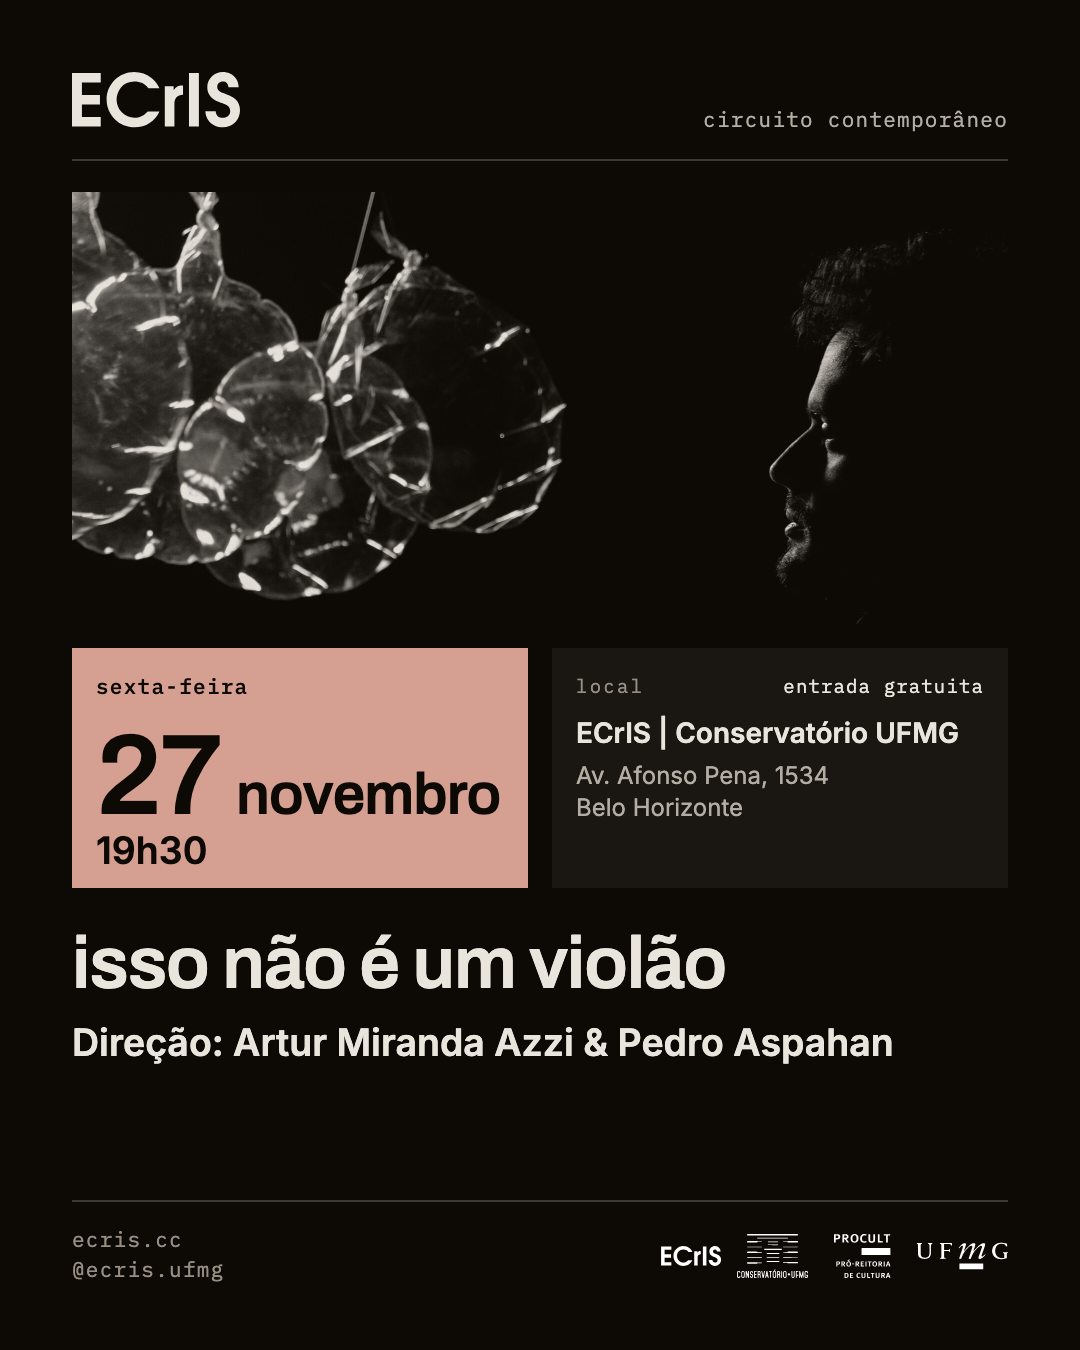 ECrIS
circuito contemporâneo
sexta-feira
27 novembro
19h30
local
entrada gratuita
ECrIS | Conservatório UFMG
Av. Afonso Pena, 1534
Belo Horizonte
isso não é um violão
Direção: Artur Miranda Azzi & Pedro Aspahan
ecris.cc
@ecris.ufmg
ECrIS
CONSERVATÓRIO•UFMG
PROCULT
PRÓ-REITORIA
DE CULTURA
UFmG